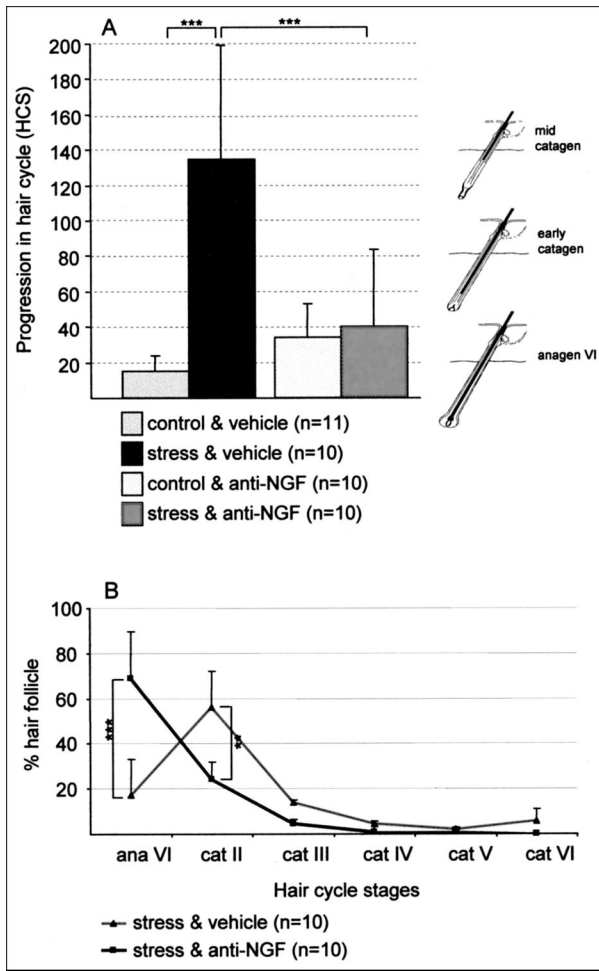 A
***
***
Progression in hair cycle (HCS)
200
180
160
140
120
100
80
60
40
20
mid
catagen
early
catagen
anagen VI
control & vehicle (n=11)
stress & vehicle (n=10)
control & anti-NGF (n=10)
stress & anti-NGF (n=10)
B
% hair follicle
100
80
60
40
20
***
**
ana VI cat II cat III cat IV cat V cat VI
Hair cycle stages
stress & vehicle (n=10)
stress & anti-NGF (n=10)